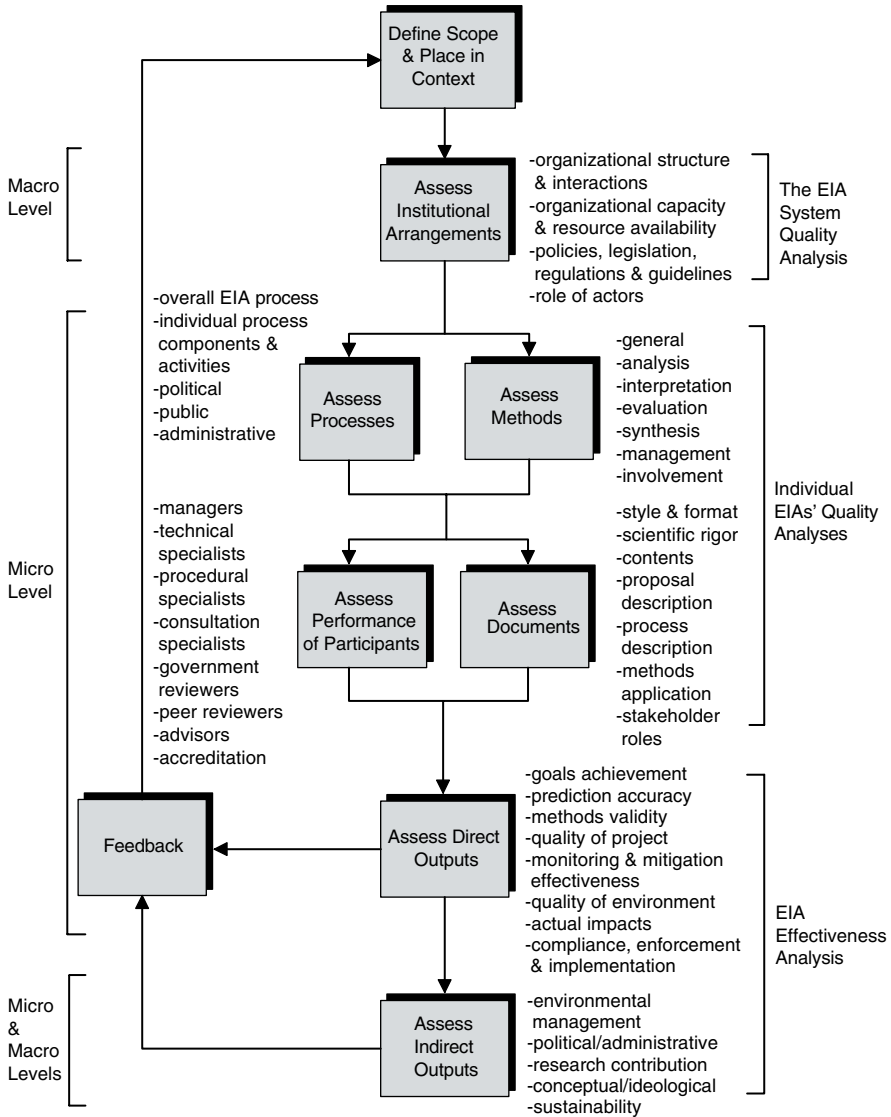 Define Scope
& Place in
Context
Macro
Level
Assess
Institutional
Arrangements
-organizational structure
& interactions
-organizational capacity
& resource availability
-policies, legislation,
regulations & guidelines
-role of actors
The EIA
System
Quality
Analysis
-overall EIA process
-individual process
components &
activities
-political
-public
-administrative
Assess
Processes
Assess
Methods
-general
-analysis
-interpretation
-evaluation
-synthesis
-management
-involvement
Individual
EIAs' Quality
Analyses
Micro
Level
-managers
-technical
specialists
-procedural
specialists
-consultation
specialists
-government
reviewers
-peer reviewers
-advisors
-accreditation
Assess
Performance
of Participants
Assess
Documents
-style & format
-scientific rigor
-contents
-proposal
description
-process
description
-methods
application
-stakeholder
roles
Feedback
Assess Direct
Outputs
-goals achievement
-prediction accuracy
-methods validity
-quality of project
-monitoring & mitigation
effectiveness
-quality of environment
-actual impacts
-compliance, enforcement
& implementation
EIA
Effectiveness
Analysis
Micro
&
Macro
Levels
Assess
Indirect
Outputs
-environmental
management
-political/administrative
-research contribution
-conceptual/ideological
-sustainability